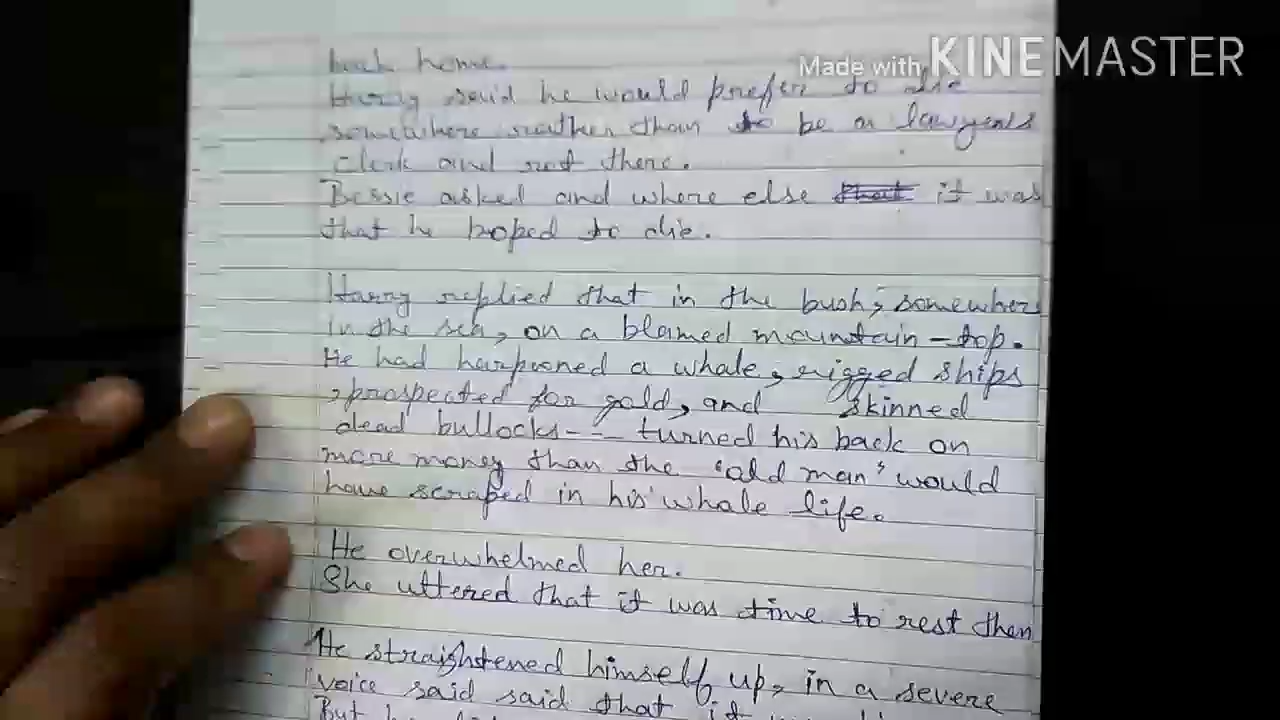 Made with KINEMASTER
back home.
Harry said he would prefer to die
somewhere rather than to be a lawyers
clerk and rot there.
Bessie asked and where else that it was
that he hoped to die.
Harry replied that in the bush, somewhere
in the sea, on a blamed mountain-top.
He had harpooned a whale, rigged ships
, prospected for gold, and skinned
dead bullocks--- turned his back on
more money than the 'old man' would
have scraped in his whale life.
He overwhelmed her.
She uttered that it was time to rest then
He straightened himself up, in a severe
voice said said that it
But he